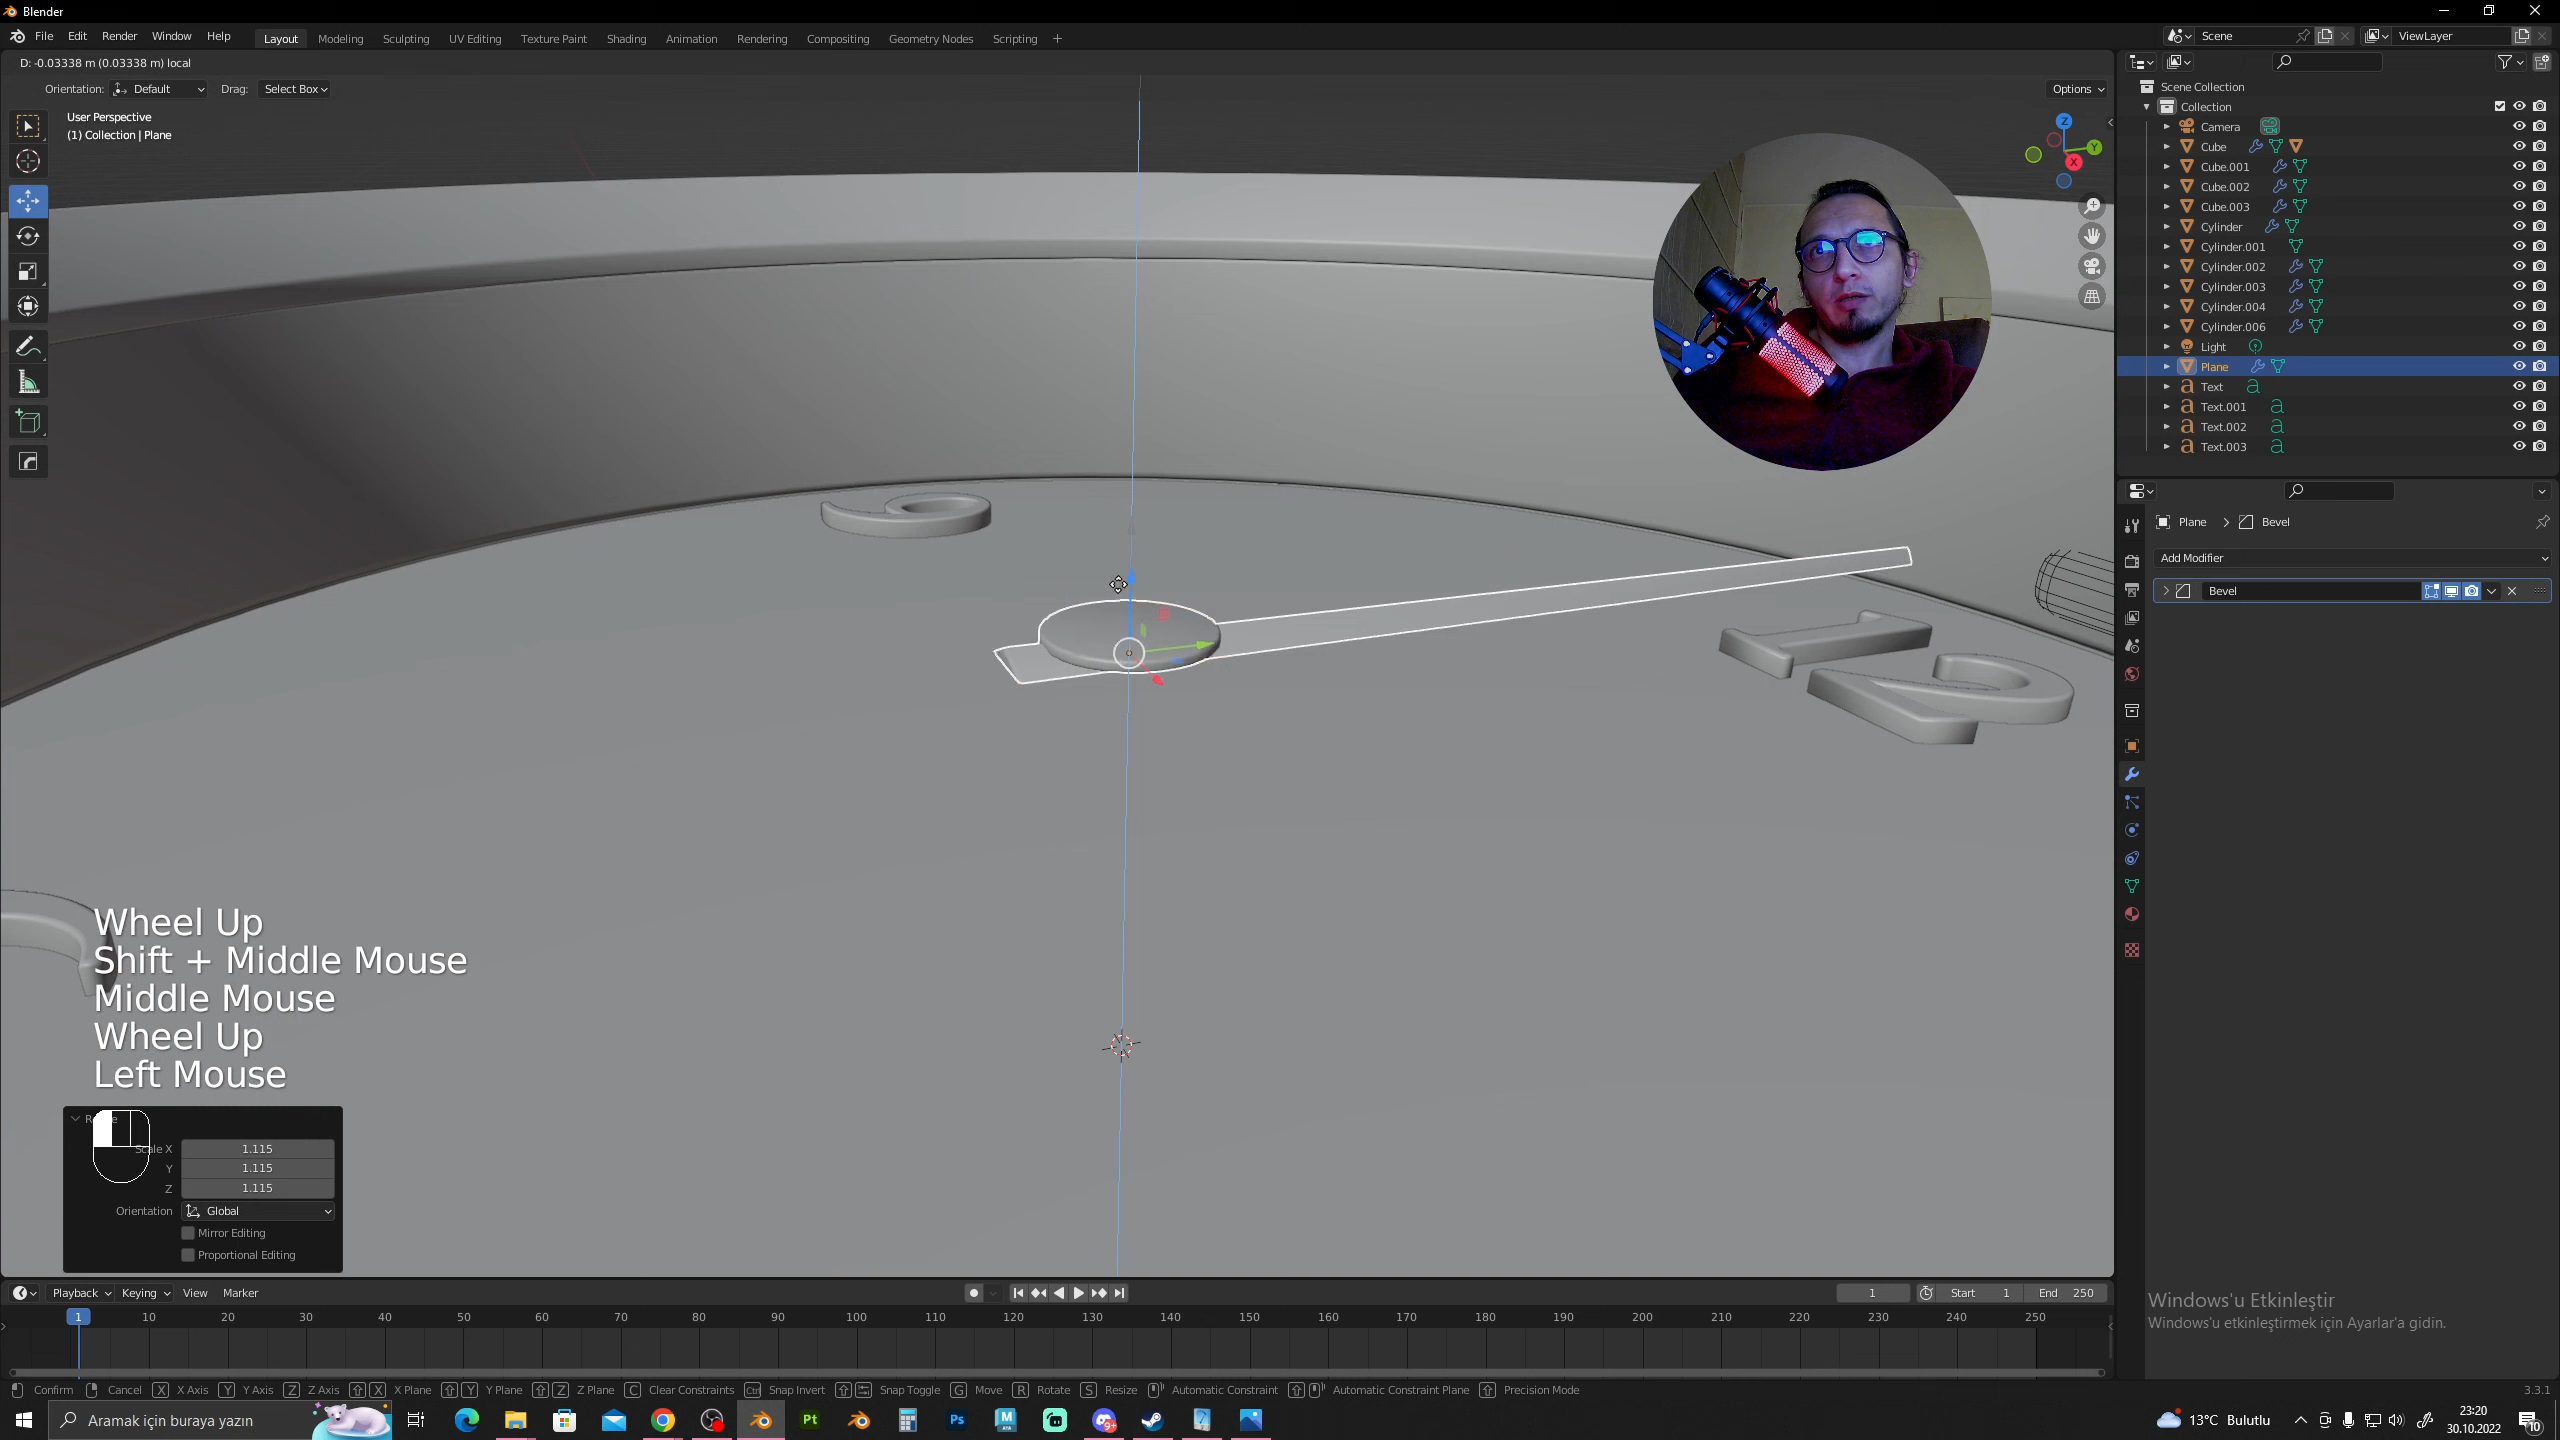 Blender
File Edit Render Window Help
Layout Modeling Sculpting UV Editing Texture Paint Shading Animation Rendering Compositing Geometry Nodes Scripting +
Scene
ViewLayer
D: -0.03338 m (0.03338 m) local
Orientation: Default Drag: Select Box
Options
User Perspective
(1) Collection | Plane
Z
Y
X
6
12
Scene Collection
Collection
Camera
Cube
Cube.001
Cube.002
Cube.003
Cylinder
Cylinder.001
Cylinder.002
Cylinder.003
Cylinder.004
Cylinder.006
Light
Plane
Text
Text.001
Text.002
Text.003
Plane > Bevel
Add Modifier
Bevel
Wheel Up
Shift + Middle Mouse
Middle Mouse
Wheel Up
Left Mouse
Scale X 1.115
Y 1.115
Z 1.115
Orientation Global
Mirror Editing
Proportional Editing
Playback Keying View Marker
1
Start 1
End 250
1 10 20 30 40 50 60 70 80 90 100 110 120 130 140 150 160 170 180 190 200 210 220 230 240 250
Windows'u Etkinleştir
Windows'u etkinleştirmek için Ayarlar'a gidin.
Confirm Cancel X X Axis Y Y Axis Z Z Axis X X Plane Y Y Plane Z Z Plane C Clear Constraints Ctrl Snap Invert Snap Toggle G Move R Rotate S Resize Automatic Constraint Automatic Constraint Plane Precision Mode
3.3.1
Aramak için buraya yazın
Pt
Ps
M
9+
13°C Bulutlu
23:20
30.10.2022
10